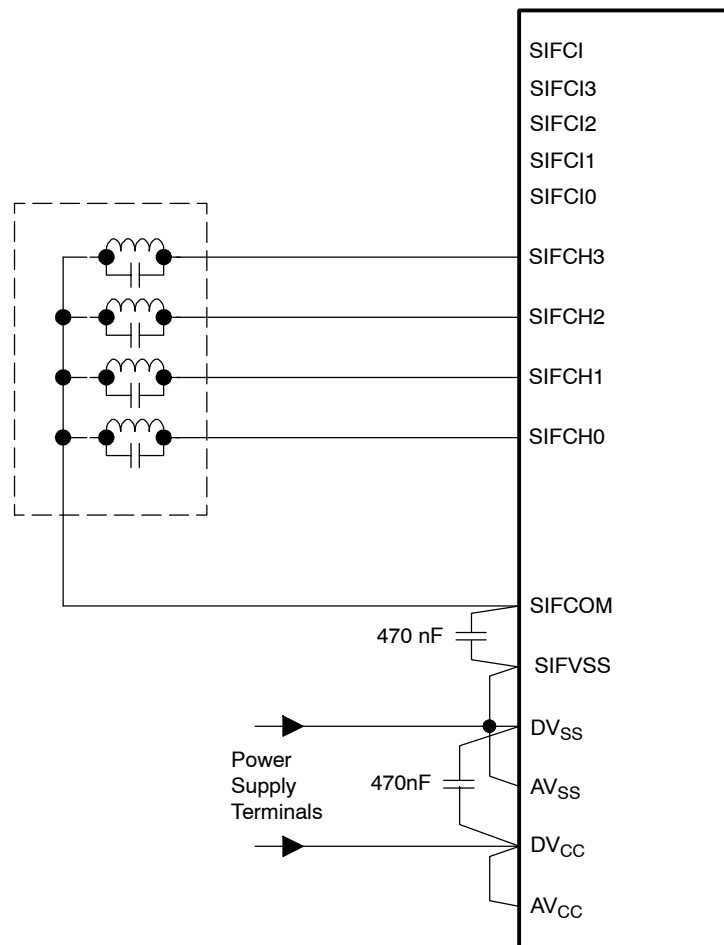 SIFCI
SIFCI3
SIFCI2
SIFCI1
SIFCI0
SIFCH3
SIFCH2
SIFCH1
SIFCH0
SIFCOM
470 nF
SIFVSS
DVSS
Power
Supply
Terminals
470nF
AVSS
DVCC
AVCC